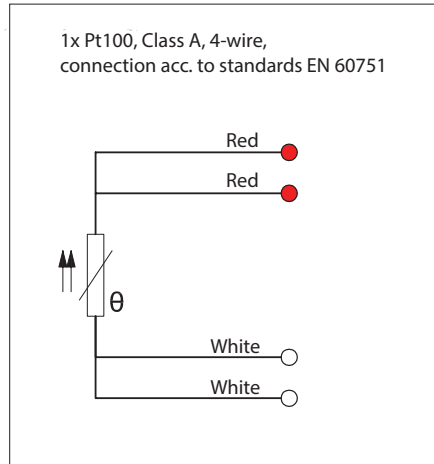 1x Pt100, Class A, 4-wire,
connection acc. to standards EN 60751
Red
Red
θ
White
White